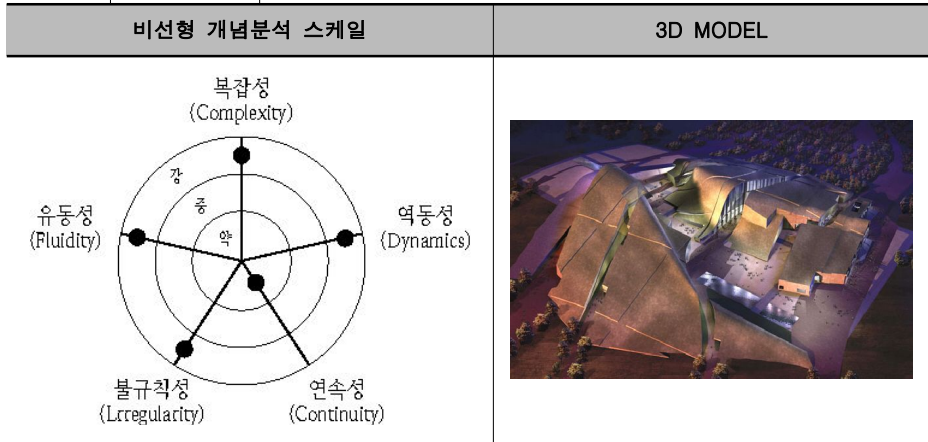 비선형 개념분석 스케일
3D MODEL
복잡성
(Complexity)
강
중
약
유동성
(Fluidity)
역동성
(Dynamics)
불규칙성
(Lrregularity)
연속성
(Continuity)